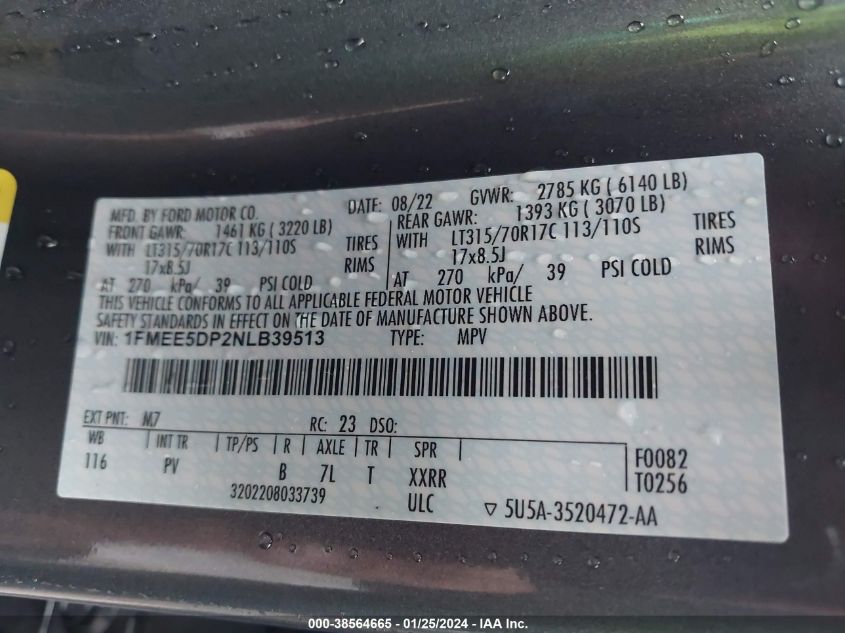 MFD. BY FORD MOTOR CO. DATE: 08/22 GVWR: 2785 KG ( 6140 LB)
FRONT GAWR: 1461 KG ( 3220 LB) REAR GAWR: 1393 KG ( 3070 LB)
WITH LT315/70R17C 113/110S TIRES WITH LT315/70R17C 113/110S TIRES
17x8.5J RIMS 17x8.5J RIMS
AT 270 kPa/ 39 PSI COLD AT 270 kPa/ 39 PSI COLD
THIS VEHICLE CONFORMS TO ALL APPLICABLE FEDERAL MOTOR VEHICLE
SAFETY STANDARDS IN EFFECT ON THE DATE OF MANUFACTURE SHOWN ABOVE.
VIN: 1FMEE5DP2NLB39513 TYPE: MPV
EXT PNT: M7 RC: 23 DSO:
WB INT TR TP/PS R AXLE TR SPR
116 PV B 7L T XXRR
F0082
T0256
3202208033739 ULC ▽ 5U5A-3520472-AA
000-38564665 / 01/25/2024 - IAA Inc.